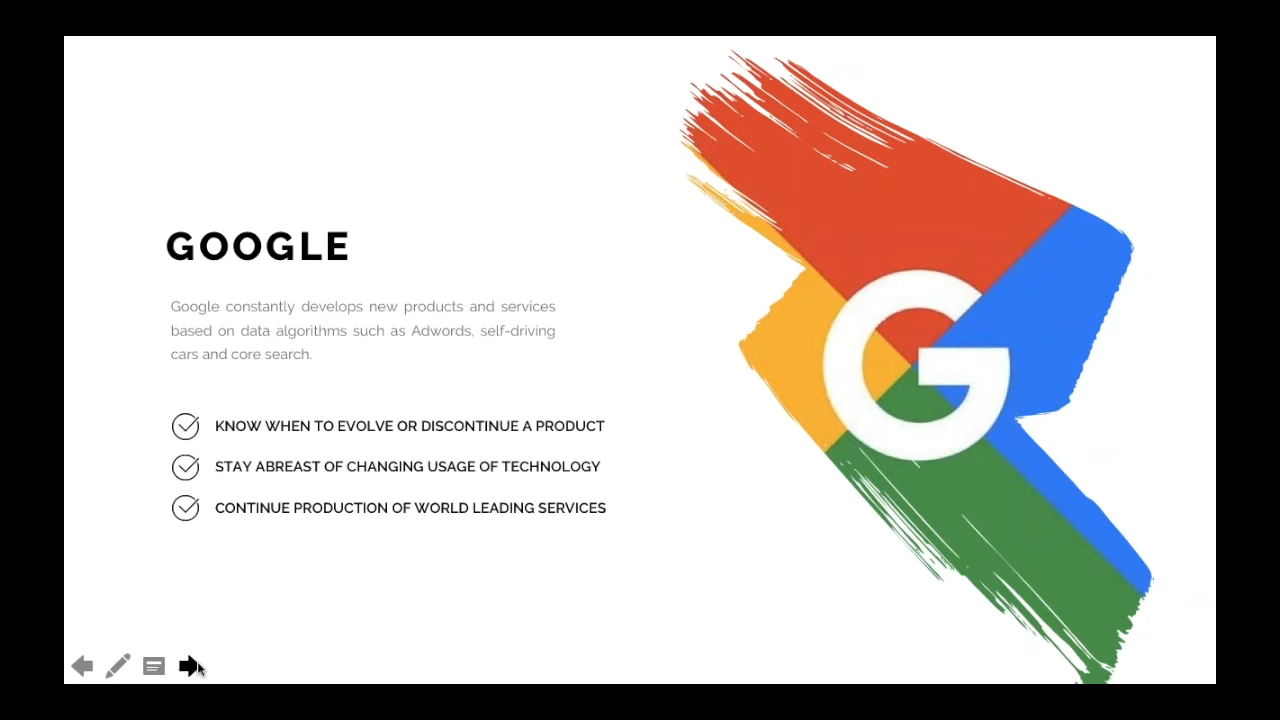 GOOGLE
Google constantly develops new products and services
based on data algorithms such as Adwords, self-driving
cars and core search.
KNOW WHEN TO EVOLVE OR DISCONTINUE A PRODUCT
STAY ABREAST OF CHANGING USAGE OF TECHNOLOGY
CONTINUE PRODUCTION OF WORLD LEADING SERVICES
G